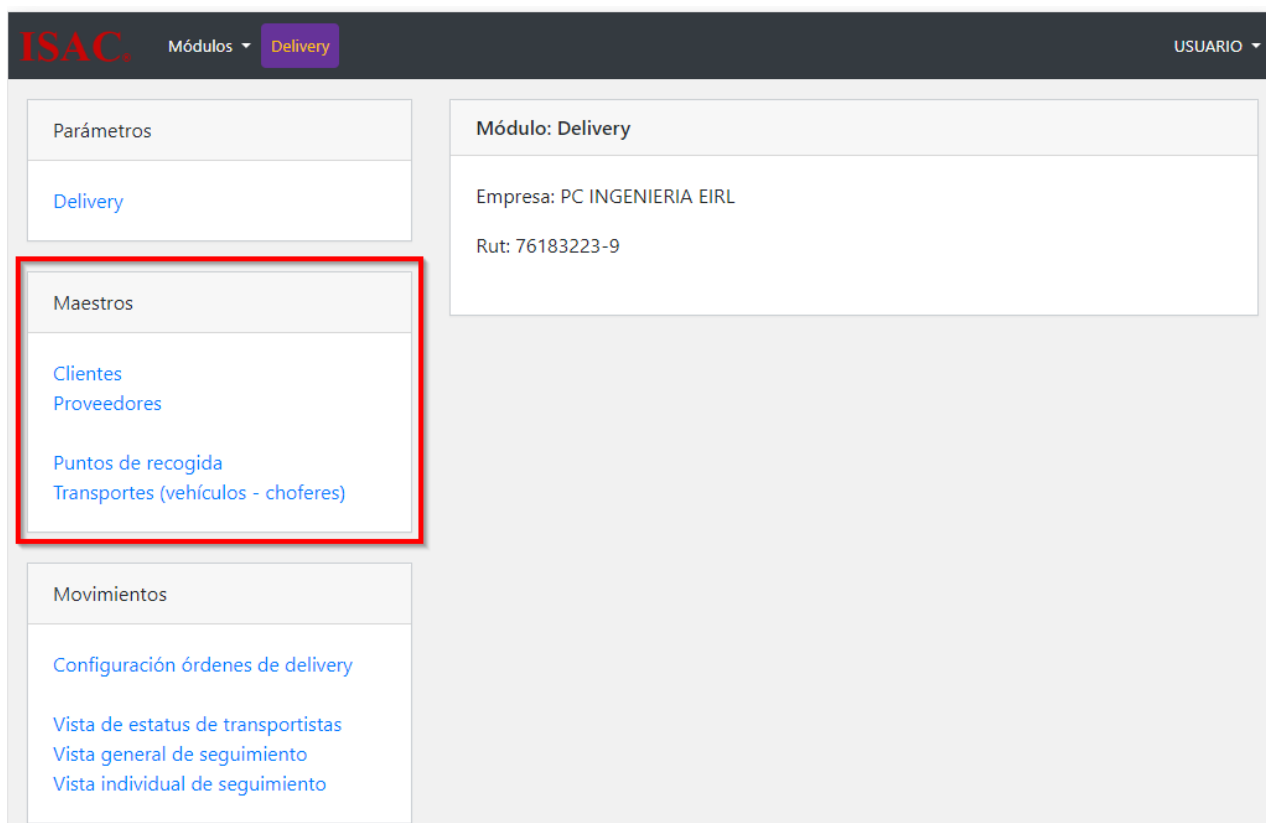 ISAC. Módulos Delivery USUARIO
Parámetros
Delivery
Maestros
Clientes
Proveedores
Puntos de recogida
Transportes (vehículos - choferes)
Movimientos
Configuración órdenes de delivery
Vista de estatus de transportistas
Vista general de seguimiento
Vista individual de seguimiento
Módulo: Delivery
Empresa: PC INGENIERIA EIRL
Rut: 76183223-9